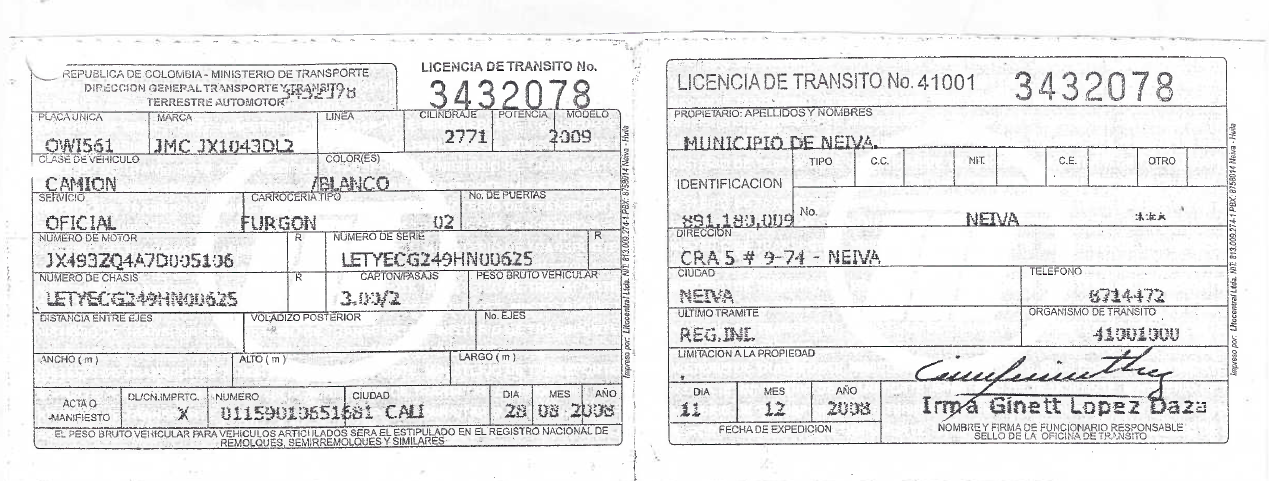 REPUBLICA DE COLOMBIA - MINISTERIO DE TRANSPORTE
DIRECCION GENERAL TRANSPORTE Y TRANSITO
TERRESTRE AUTOMOTOR
3432078
LICENCIA DE TRANSITO No.
3432078
PLACA UNICA MARCA LINEA CILINDRAJE POTENCIA MODELO
OWI561 JMC JX1043DL2 2771 2009
CLASE DE VEHICULO COLOR(ES)
CAMION /BLANCO
SERVICIO CARROCERIA TIPO No. DE PUERTAS
OFICIAL FURGON 02
NUMERO DE MOTOR R NUMERO DE SERIE R
JX493ZQ4A7D005106 LETYECG249HN00625
NUMERO DE CHASIS R CAP.TON/PASAJS PESO BRUTO VEHICULAR
LETYECG249HN00625 3.00/2
DISTANCIA ENTRE EJES VOLADIZO POSTERIOR No. EJES
ANCHO ( m ) ALTO ( m ) LARGO ( m )
ACTA O MANIFIESTO DL/CN.IMPRTC. NUMERO CIUDAD DIA MES AÑO
X 01159010651681 CALI 28 08 2008
EL PESO BRUTO VEHICULAR PARA VEHICULOS ARTICULADOS SERA EL ESTIPULADO EN EL REGISTRO NACIONAL DE
REMOLQUES, SEMIRREMOLQUES Y SIMILARES
Impreso por: Litocentral Ltda. NIT: 813.009.274-1 PBX: 8758014 Neiva - Huila
LICENCIA DE TRANSITO No. 41001 3432078
PROPIETARIO: APELLIDOS Y NOMBRES
MUNICIPIO DE NEIVA.
IDENTIFICACION TIPO C.C. NIT. C.E. OTRO
891,180,009 No. NEIVA ***
DIRECCION
CRA 5 # 9-74 - NEIVA
CIUDAD TELEFONO
NEIVA 8714472
ULTIMO TRAMITE ORGANISMO DE TRANSITO
REG.INI. 41001000
LIMITACION A LA PROPIEDAD
.
DIA MES AÑO
11 12 2008
Irma Ginett Lopez Daza
FECHA DE EXPEDICION
NOMBRE Y FIRMA DE FUNCIONARIO RESPONSABLE
SELLO DE LA OFICINA DE TRANSITO
Impreso por: Litocentral Ltda. NIT: 813.009.274-1 PBX: 8758014 Neiva - Huila